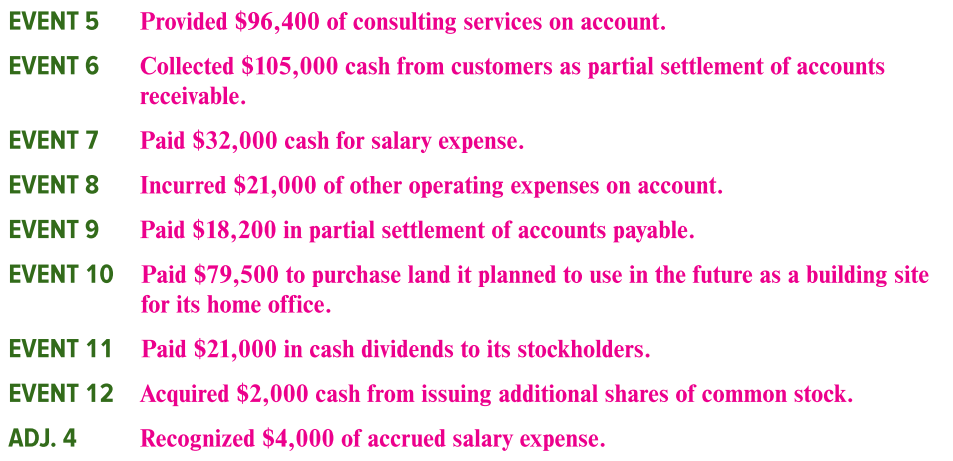 EVENT 5 Provided $96,400 of consulting services on account.
EVENT 6 Collected $105,000 cash from customers as partial settlement of accounts
receivable.
EVENT 7 Paid $32,000 cash for salary expense.
EVENT 8 Incurred $21,000 of other operating expenses on account.
EVENT 9 Paid $18,200 in partial settlement of accounts payable.
EVENT 10 Paid $79,500 to purchase land it planned to use in the future as a building site
for its home office.
EVENT 11 Paid $21,000 in cash dividends to its stockholders.
EVENT 12 Acquired $2,000 cash from issuing additional shares of common stock.
ADJ. 4 Recognized $4,000 of accrued salary expense.